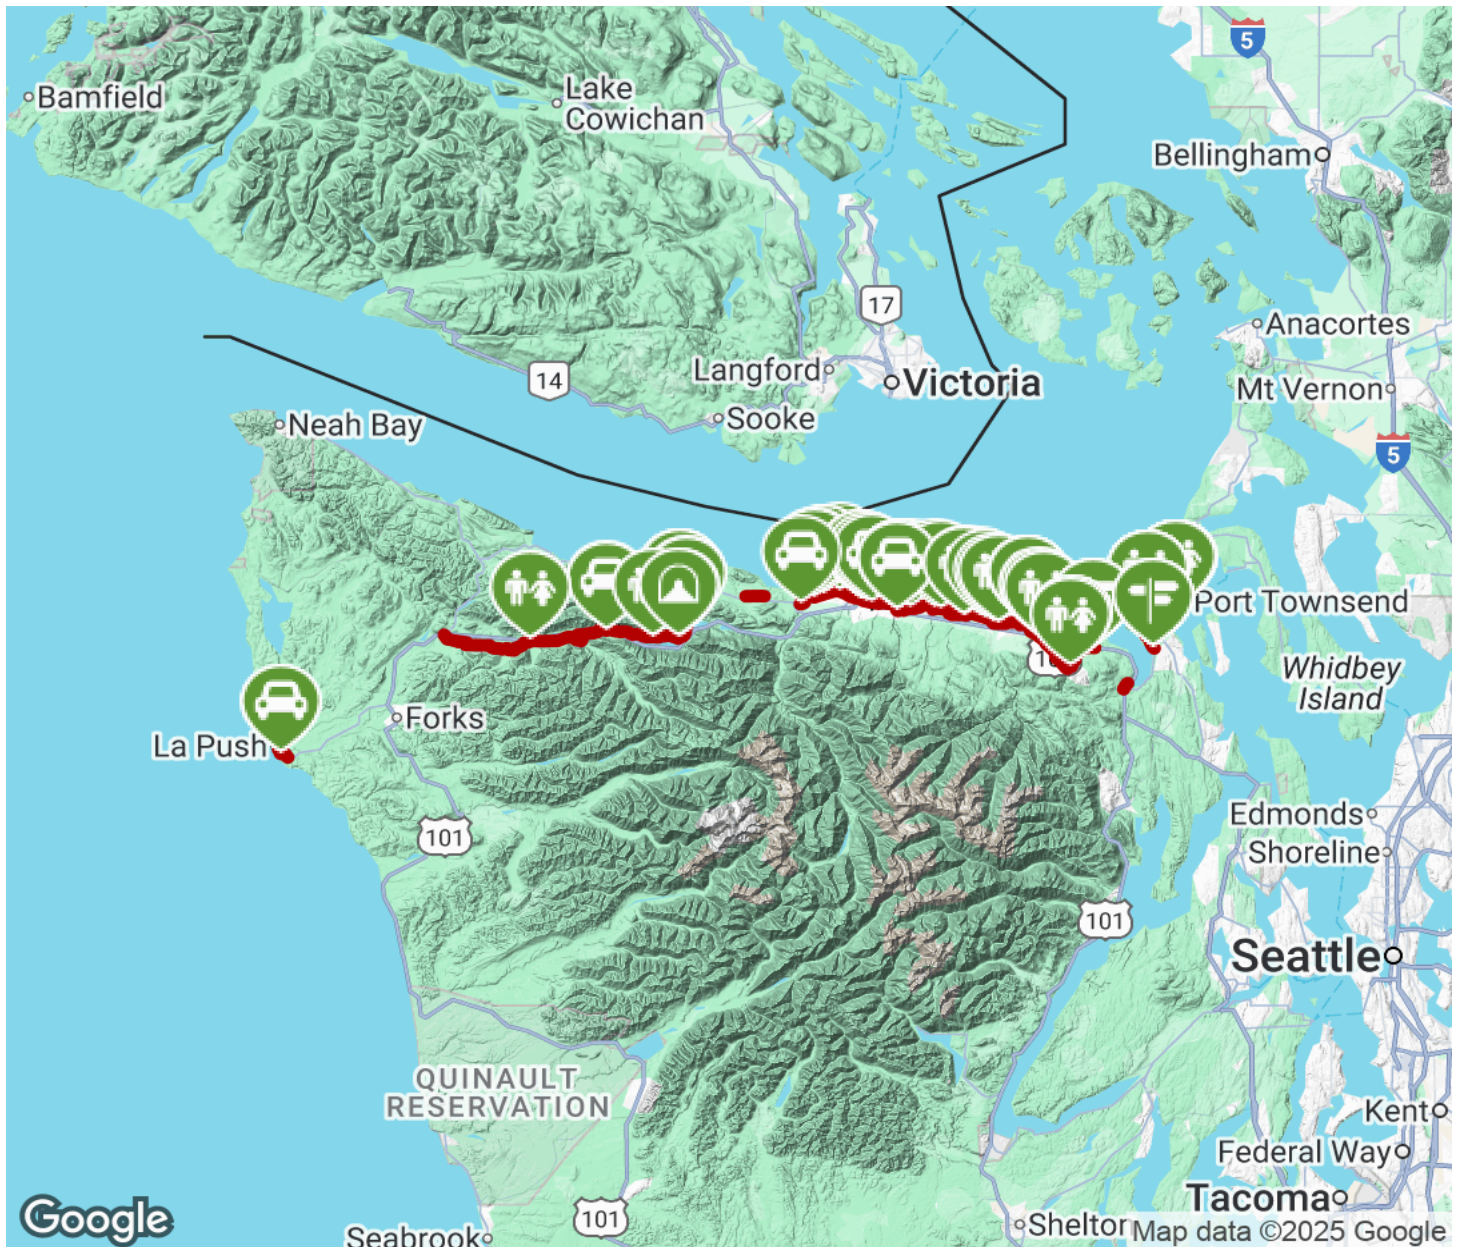 5
Bamfield
Lake
Cowichan
Bellingham
17
Anacortes
Langford
14
Victoria
Mt Vernon
Sooke
Neah Bay
5
Port Townsend
Whidbey
Island
Forks
La Push
Edmonds
101
Shoreline
101
Seattle
QUINAULT
RESERVATION
Kent
Federal Way
Tacoma
101
Google
Shelton
Seabrook
Map data ©2025 Google